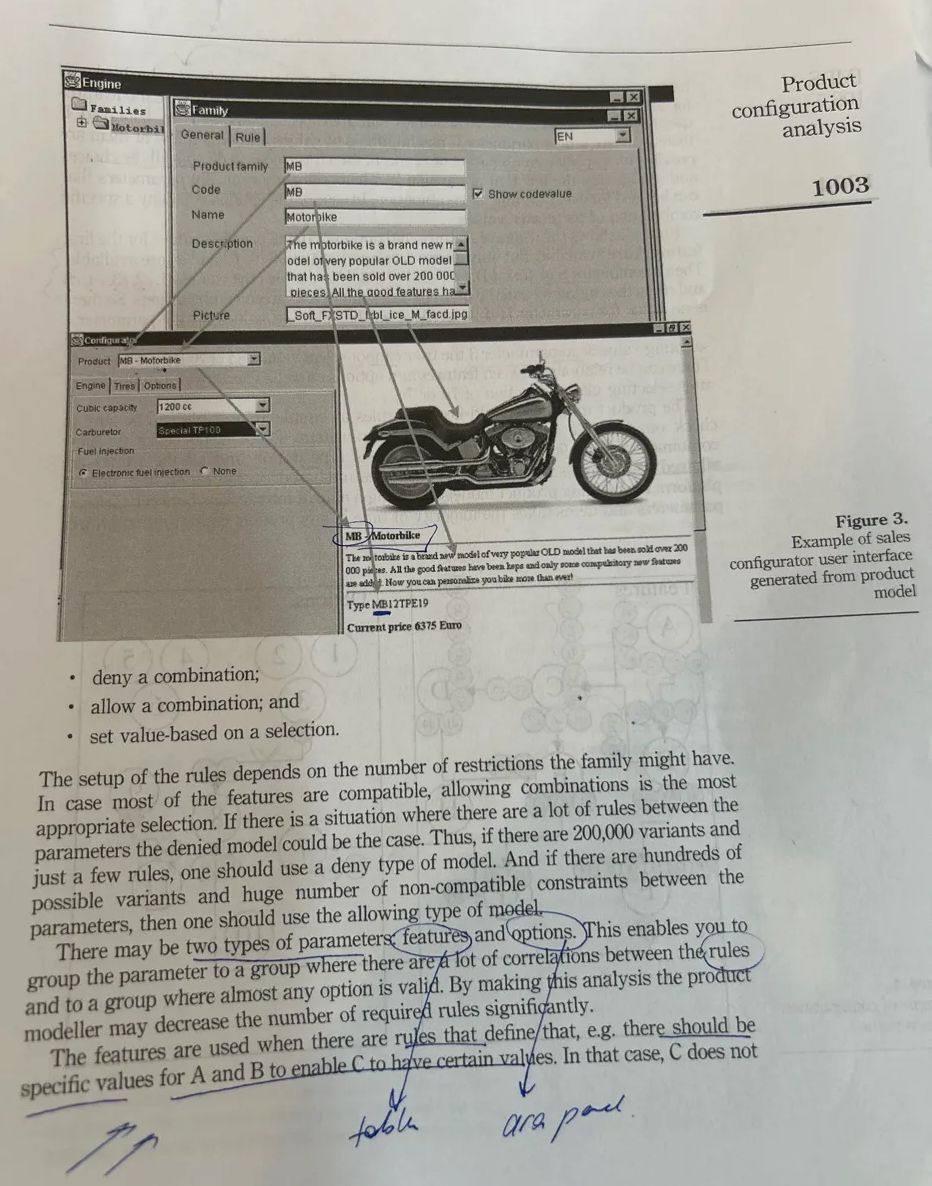 Product
configuration
analysis
1003
Engine
Families
Motorbil
Family
General Rule
EN
Product family MB
Code MB
Show codevalue
Name Motorbike
Description The motorbike is a brand new m
odel of very popular OLD model
that has been sold over 200 000
pieces. All the good features ha
Picture _Soft_FXSTD_ _bl_ice_M_facd.jpg
Configurator
Product MB - Motorbike
Engine Tires Options
Cubic capacity 1200 cc
Carburetor Special TP100
Fuel injection
Electronic fuel injection None
MB - Motorbike
The motorbike is a brand new model of very popular OLD model that has been sold over 200
000 pieces. All the good features have been keps and only some compulsitory new features
are added. Now you can personalize you bike more than ever!
Type MB12TPE19
Current price 6375 Euro
Figure 3.
Example of sales
configurator user interface
generated from product
model
• deny a combination;
• allow a combination; and
• set value-based on a selection.
The setup of the rules depends on the number of restrictions the family might have.
In case most of the features are compatible, allowing combinations is the most
appropriate selection. If there is a situation where there are a lot of rules between the
parameters the denied model could be the case. Thus, if there are 200,000 variants and
just a few rules, one should use a deny type of model. And if there are hundreds of
possible variants and huge number of non-compatible constraints between the
parameters, then one should use the allowing type of model.
There may be two types of parameters: features and options. This enables you to
group the parameter to a group where there are a lot of correlations between the rules
and to a group where almost any option is valid. By making this analysis the product
modeller may decrease the number of required rules significantly.
The features are used when there are rules that define that, e.g. there should be
specific values for A and B to enable C to have certain values. In that case, C does not